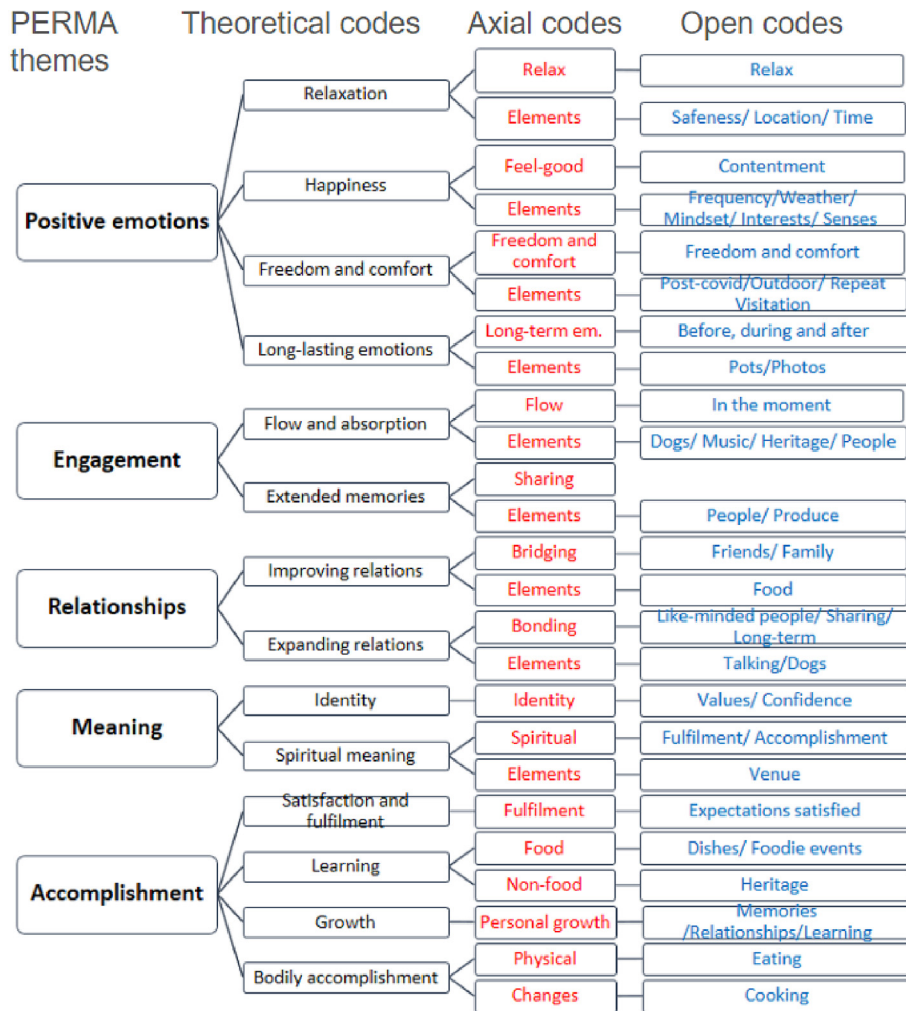 PERMA themes
Theoretical codes
Axial codes
Open codes
Positive emotions
Relaxation
Relax
Relax
Elements
Safeness/ Location/ Time
Happiness
Feel-good
Contentment
Elements
Frequency/Weather/
Mindset/ Interests/ Senses
Freedom and comfort
Freedom and
comfort
Freedom and comfort
Elements
Post-covid/Outdoor/ Repeat
Visitation
Long-lasting emotions
Long-term em.
Before, during and after
Elements
Pots/Photos
Engagement
Flow and absorption
Flow
In the moment
Elements
Dogs/ Music/ Heritage/ People
Extended memories
Sharing
Elements
People/ Produce
Relationships
Improving relations
Bridging
Friends/ Family
Elements
Food
Expanding relations
Bonding
Like-minded people/ Sharing/
Long-term
Elements
Talking/Dogs
Meaning
Identity
Identity
Values/ Confidence
Spiritual meaning
Spiritual
Fulfilment/ Accomplishment
Elements
Venue
Accomplishment
Satisfaction and
fulfilment
Fulfilment
Expectations satisfied
Learning
Food
Dishes/ Foodie events
Non-food
Heritage
Growth
Personal growth
Memories
/Relationships/Learning
Bodily accomplishment
Physical
Eating
Changes
Cooking